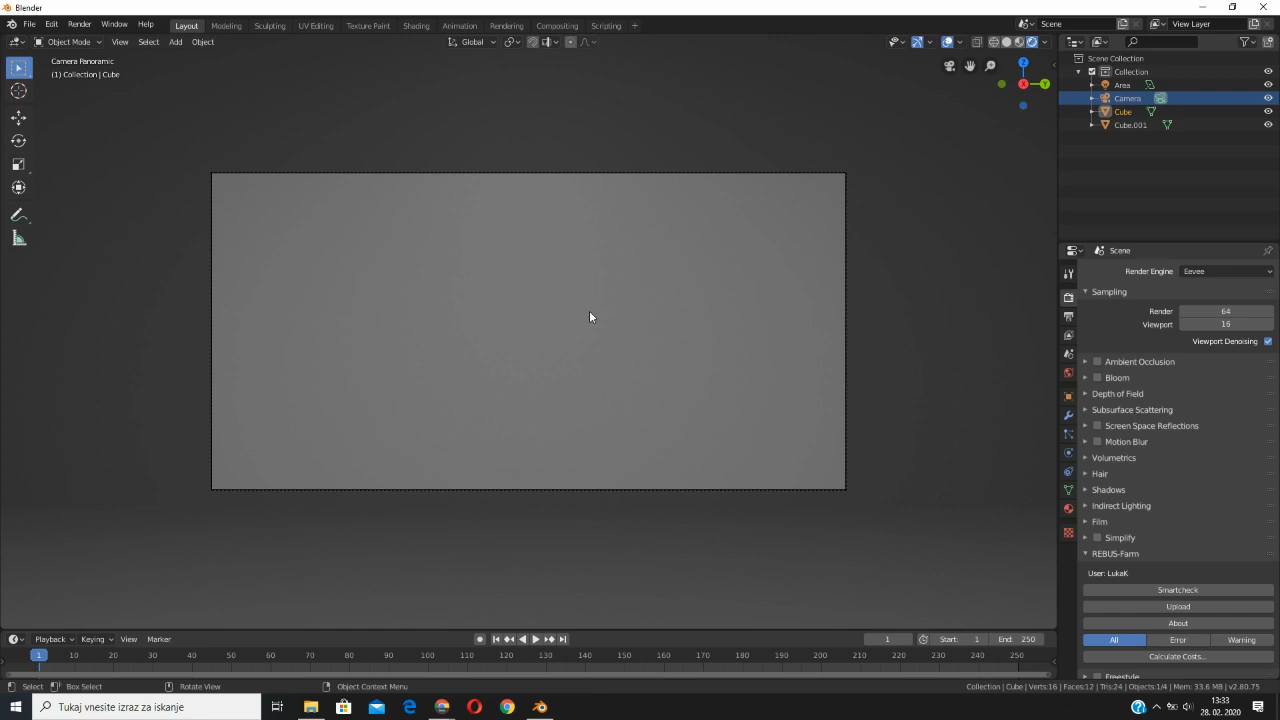 Blender
File Edit Render Window Help Layout Modeling Sculpting UV Editing Texture Paint Shading Animation Rendering Compositing Scripting + Scene View Layer
Object Mode View Select Add Object Global
Camera Panoramic
(1) Collection | Cube
Z
X
Y
Scene Collection
Collection
Area
Camera
Cube
Cube.001
Scene
Render Engine Eevee
Sampling
Render 64
Viewport 16
Viewport Denoising
Ambient Occlusion
Bloom
Depth of Field
Subsurface Scattering
Screen Space Reflections
Motion Blur
Volumetrics
Hair
Shadows
Indirect Lighting
Film
Simplify
REBUS-Farm
User: LukaK
Smartcheck
Upload
About
All Error Warning
Calculate Costs...
Freestyle
Playback Keying View Marker 1 Start: 1 End: 250
1 10 20 30 40 50 60 70 80 90 100 110 120 130 140 150 160 170 180 190 200 210 220 230 240 250
Select Box Select Rotate View Object Context Menu Collection | Cube | Verts:16 | Faces:12 | Tris:24 | Objects:1/4 | Mem: 33.6 MB | v2.80.75
Tukaj vnesite izraz za iskanje
13:33
28. 02. 2020